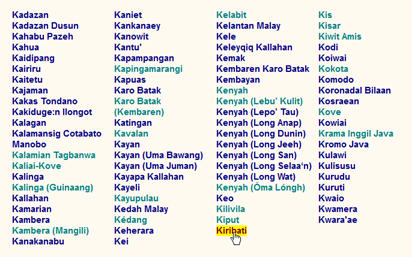 Kadazan
Kadazan Dusun
Kahabu Pazeh
Kahua
Kaidipang
Kairiru
Kaitetu
Kajaman
Kakas Tondano
Kakiduge:n Ilongot
Kalagan
Kalamansig Cotabato
Manobo
Kalamian Tagbanwa
Kaliai-Kove
Kalinga
Kalinga (Guinaang)
Kallahan
Kamarian
Kambera
Kambera (Mangili)
Kanakanabu
Kaniet
Kankanaey
Kanowit
Kantu'
Kapampangan
Kapingamarangi
Kapuas
Karo Batak
Karo Batak
(Kembaren)
Katingan
Kavalan
Kayan
Kayan (Uma Bawang)
Kayan (Uma Juman)
Kayapa Kallahan
Kayeli
Kayupulau
Kedah Malay
Kédang
Keherara
Kei
Kelabit
Kelantan Malay
Kele
Keleyqiq Kallahan
Kemak
Kembaren Karo Batak
Kembayan
Kenyah
Kenyah (Lebu' Kulit)
Kenyah (Lepo' Tau)
Kenyah (Long Anap)
Kenyah (Long Dunin)
Kenyah (Long Jeeh)
Kenyah (Long San)
Kenyah (Long Selaa'n)
Kenyah (Long Wat)
Kenyah (Òma Lóngh)
Keo
Kilivila
Kiput
Kiribati
Kis
Kisar
Kiwit Amis
Kodi
Koiwai
Kokota
Komodo
Koronadal Bilaan
Kosraean
Kove
Kowiai
Krama Inggil Java
Kromo Java
Kulawi
Kulisusu
Kurudu
Kuruti
Kwaio
Kwamera
Kwara'ae